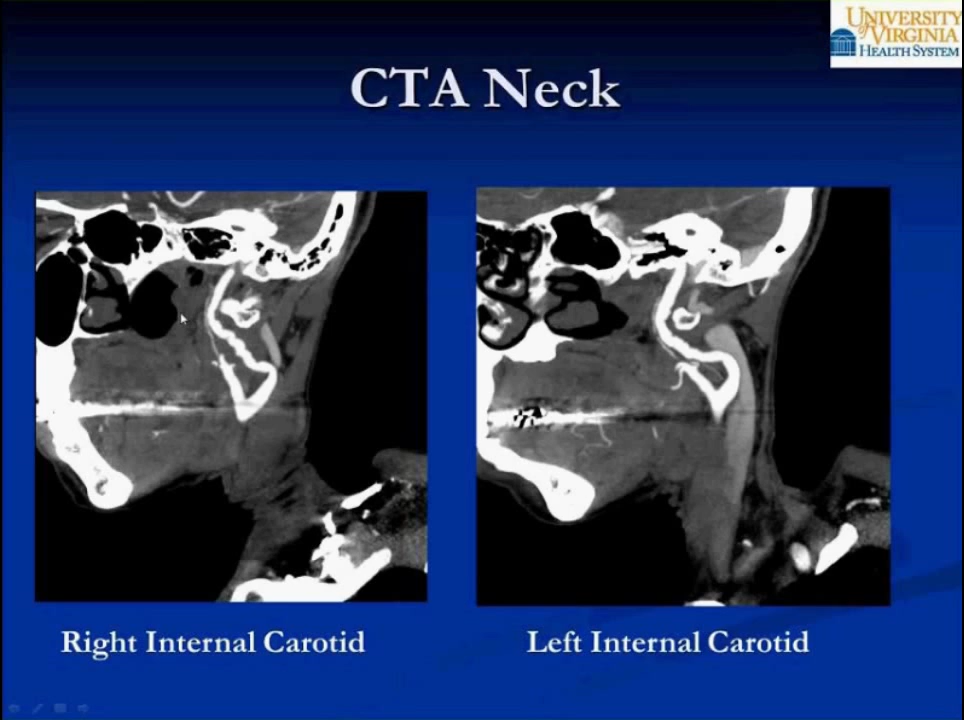 UNIVERSITY
of VIRGINIA
HEALTH SYSTEM
CTA Neck
Right Internal Carotid
Left Internal Carotid